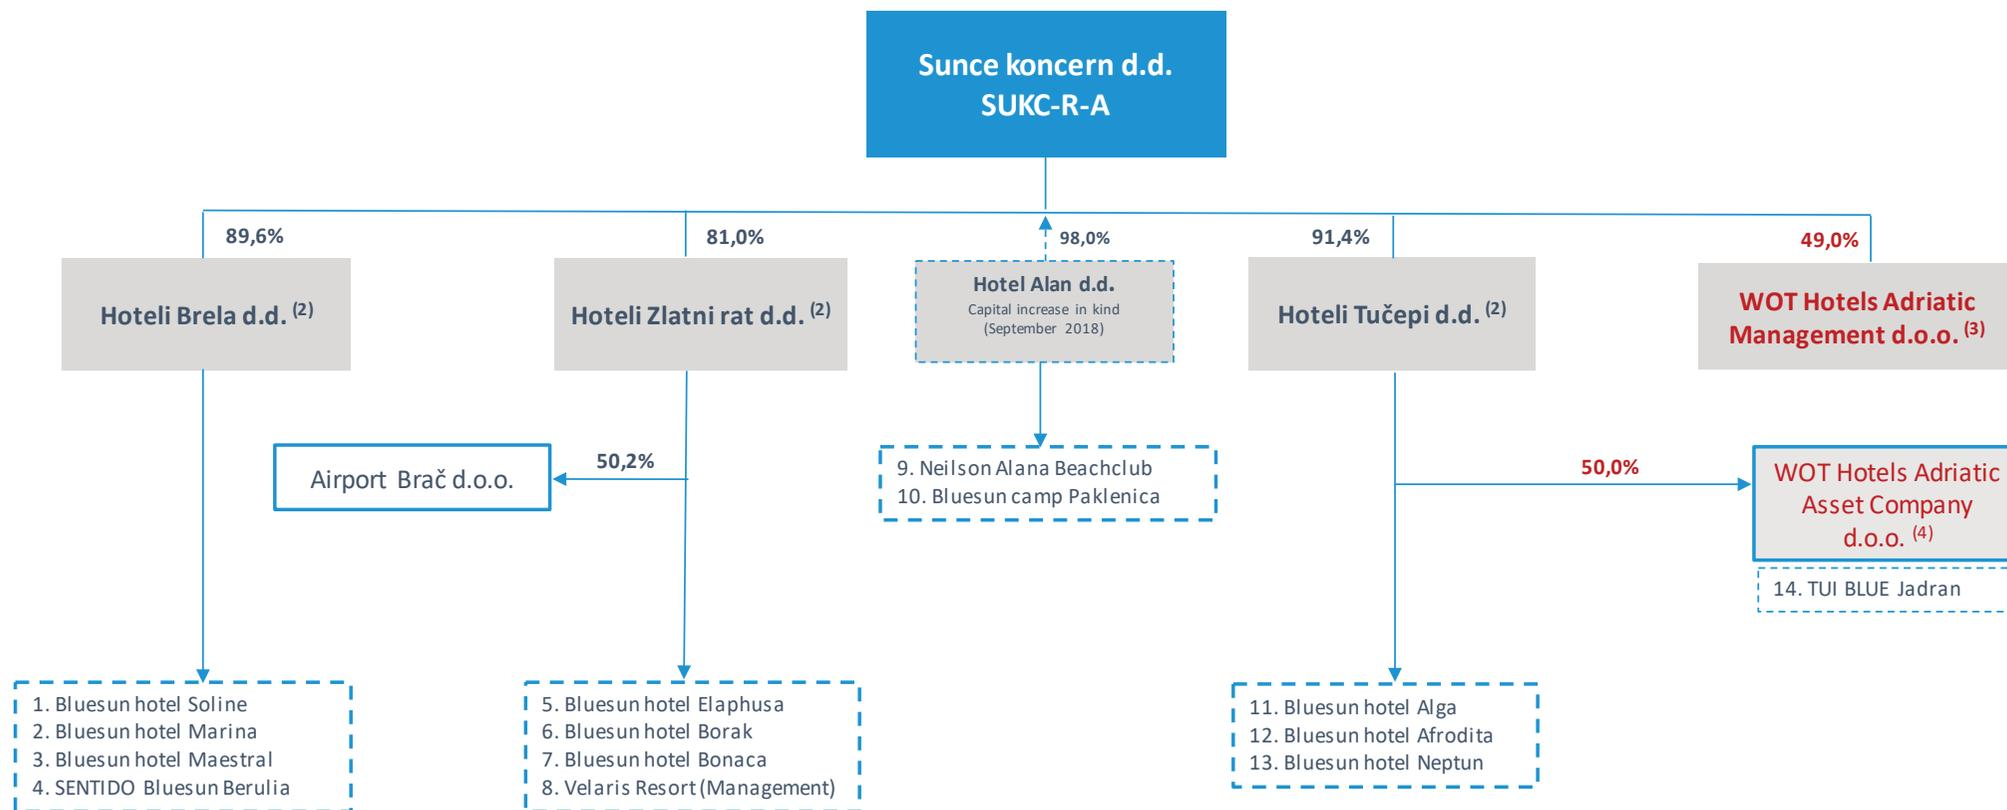 Sunce koncern d.d.
SUKC-R-A
89,6%
81,0%
98,0%
91,4%
49,0%
Hoteli Brela d.d. (2)
Hoteli Zlatni rat d.d. (2)
Hotel Alan d.d.
Capital increase in kind
(September 2018)
Hoteli Tučepi d.d. (2)
WOT Hotels Adriatic
Management d.o.o. (3)
Airport Brač d.o.o.
50,2%
9. Neilson Alana Beachclub
10. Bluesun camp Paklenica
50,0%
WOT Hotels Adriatic
Asset Company
d.o.o. (4)
14. TUI BLUE Jadran
1. Bluesun hotel Soline
2. Bluesun hotel Marina
3. Bluesun hotel Maestral
4. SENTIDO Bluesun Berulia
5. Bluesun hotel Elaphusa
6. Bluesun hotel Borak
7. Bluesun hotel Bonaca
8. Velaris Resort (Management)
11. Bluesun hotel Alga
12. Bluesun hotel Afrodita
13. Bluesun hotel Neptun